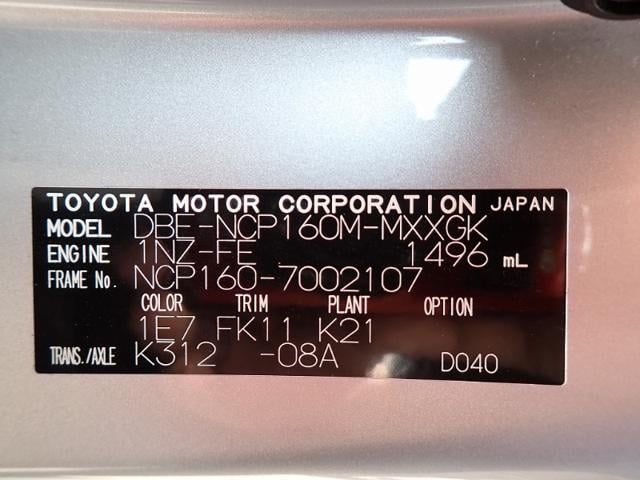 TOYOTA MOTOR CORPORATION JAPAN
MODEL DBE-NCP160M-MXXGK
ENGINE 1NZ-FE 1496 mL
FRAME No. NCP160-7002107
COLOR TRIM PLANT OPTION
1E7 FK11 K21
TRANS./AXLE K312 -08A D040